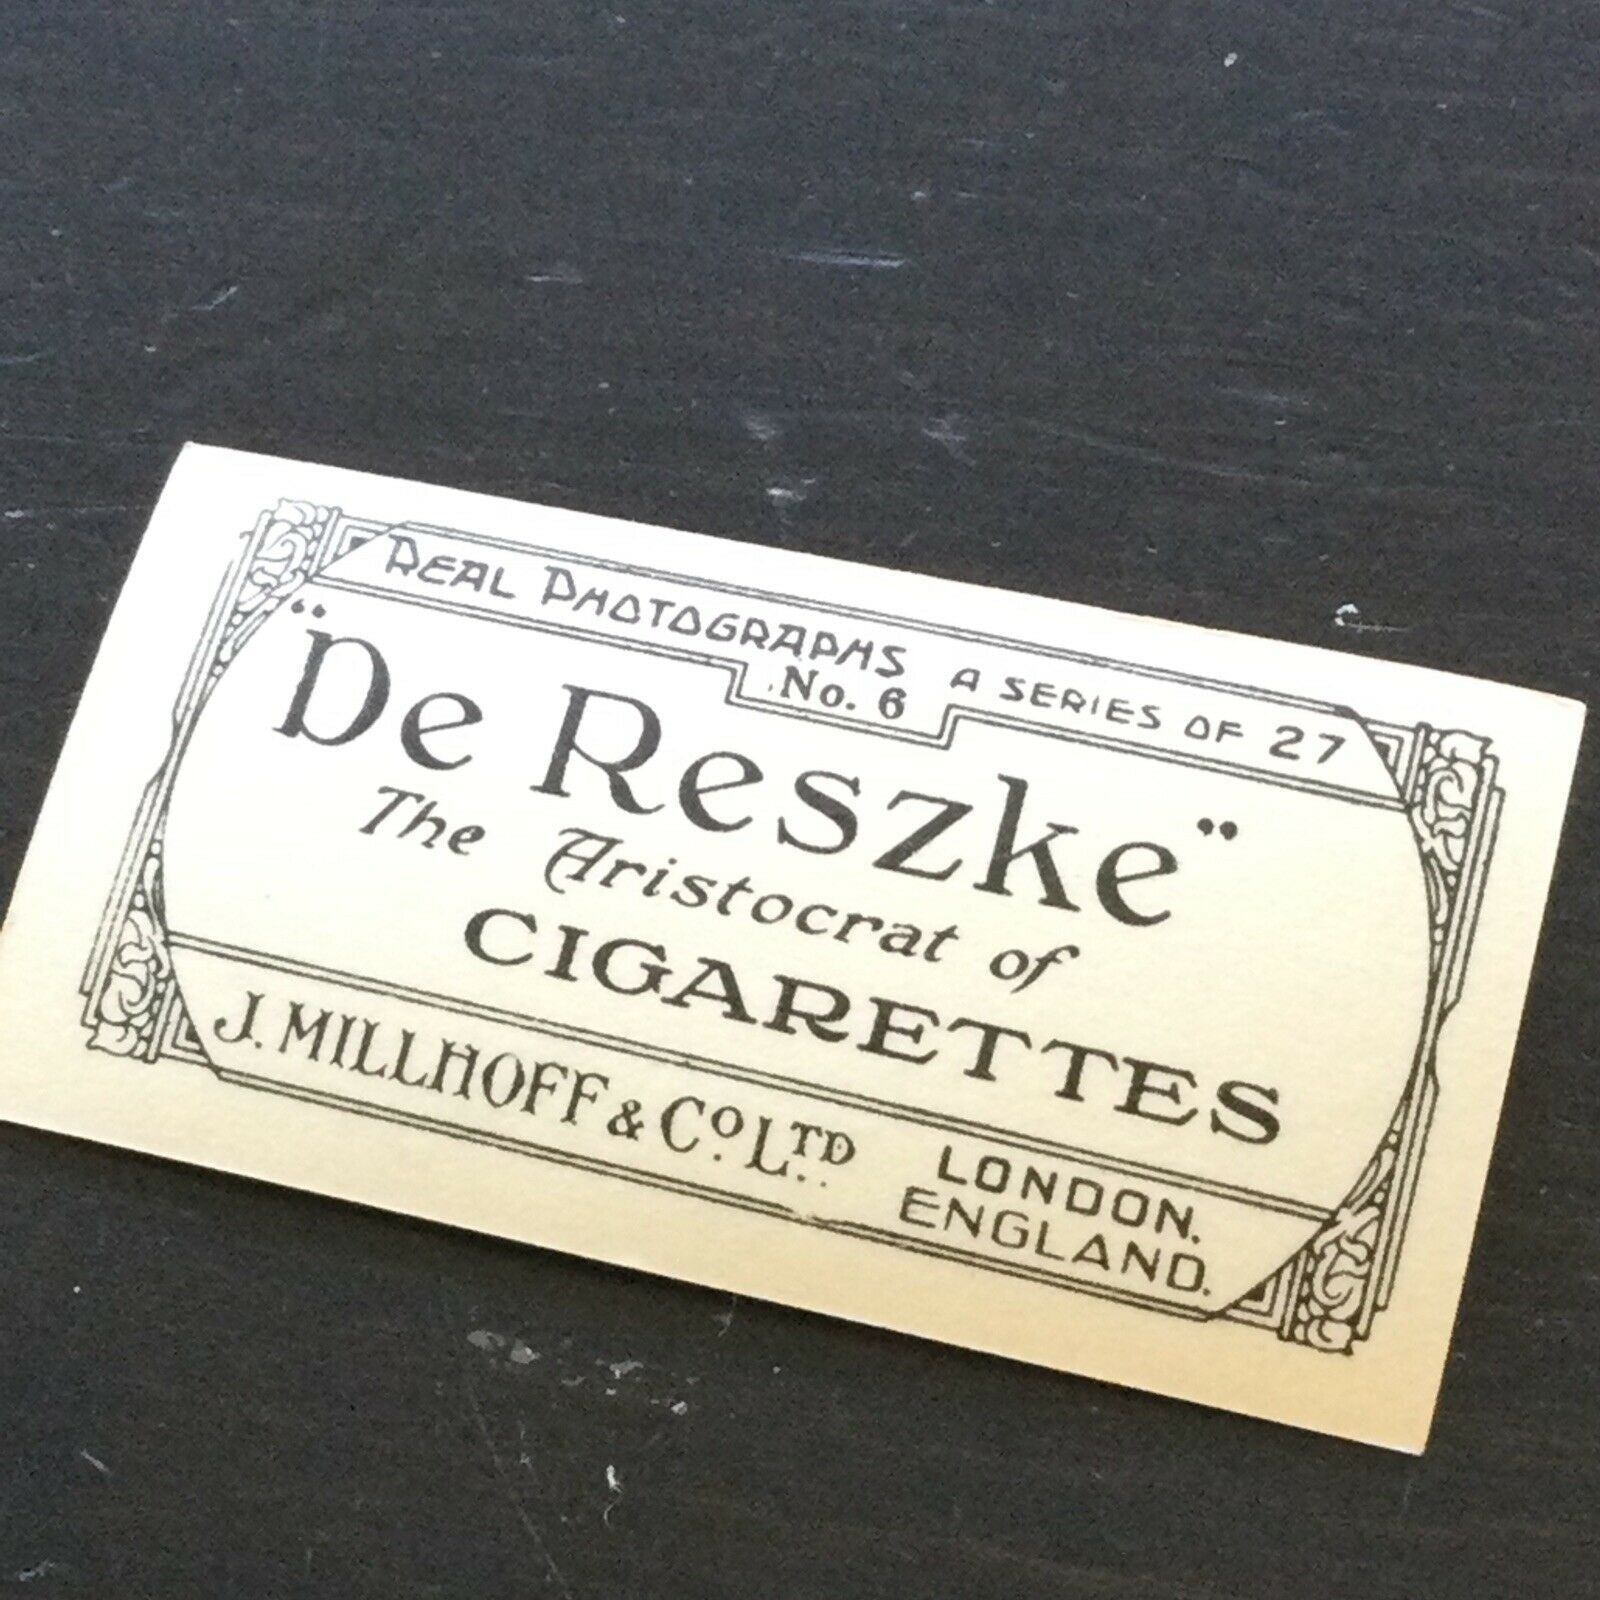 REAL PHOTOGRAPHS A SERIES OF 27
No. 6
"De Reszke"
The Aristocrat of
CIGARETTES
J. MILLHOFF & Co. LTD. LONDON.
ENGLAND.